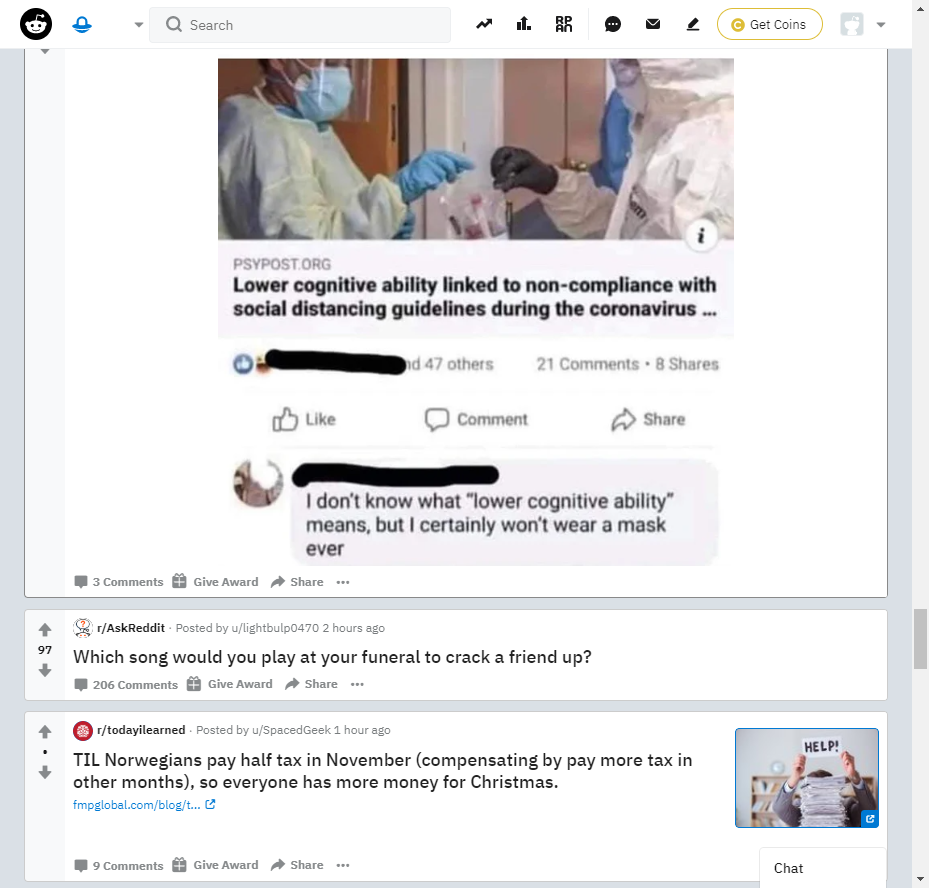 Search
Get Coins
i
PSYPOST.ORG
Lower cognitive ability linked to non-compliance with
social distancing guidelines during the coronavirus ...
nd 47 others
21 Comments • 8 Shares
Like
Comment
Share
I don't know what "lower cognitive ability"
means, but I certainly won't wear a mask
ever
3 Comments
Give Award
Share
r/AskReddit · Posted by u/lightbulp0470 2 hours ago
97
Which song would you play at your funeral to crack a friend up?
206 Comments
Give Award
Share
r/todayilearned · Posted by u/SpacedGeek 1 hour ago
TIL Norwegians pay half tax in November (compensating by pay more tax in
other months), so everyone has more money for Christmas.
fmpglobal.com/blog/t...
HELP!
9 Comments
Give Award
Share
Chat